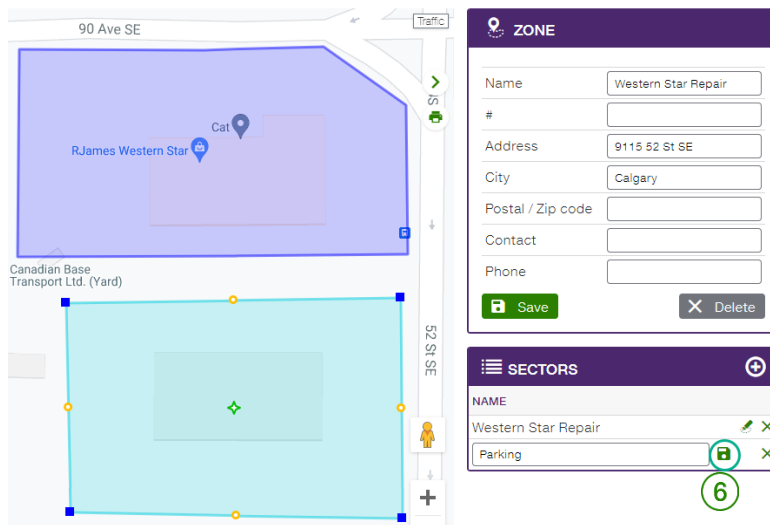 90 Ave SE
Traffic
St
Cat
RJames Western Star
Canadian Base
Transport Ltd. (Yard)
52 St SE
ZONE
Name Western Star Repair
#
Address 9115 52 St SE
City Calgary
Postal / Zip code
Contact
Phone
Save Delete
SECTORS
NAME
Western Star Repair
Parking
6